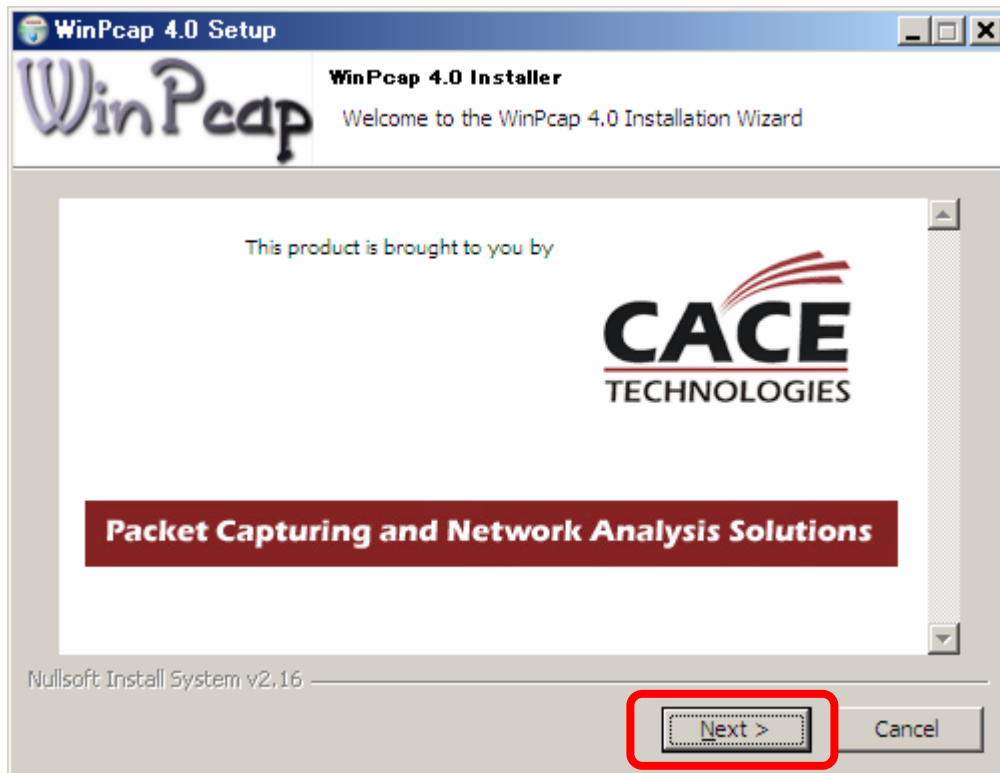 WinPcap 4.0 Setup
WinPcap
WinPcap 4.0 Installer
Welcome to the WinPcap 4.0 Installation Wizard
This product is brought to you by
CACE
TECHNOLOGIES
Packet Capturing and Network Analysis Solutions
Nullsoft Install System v2.16
Next >
Cancel